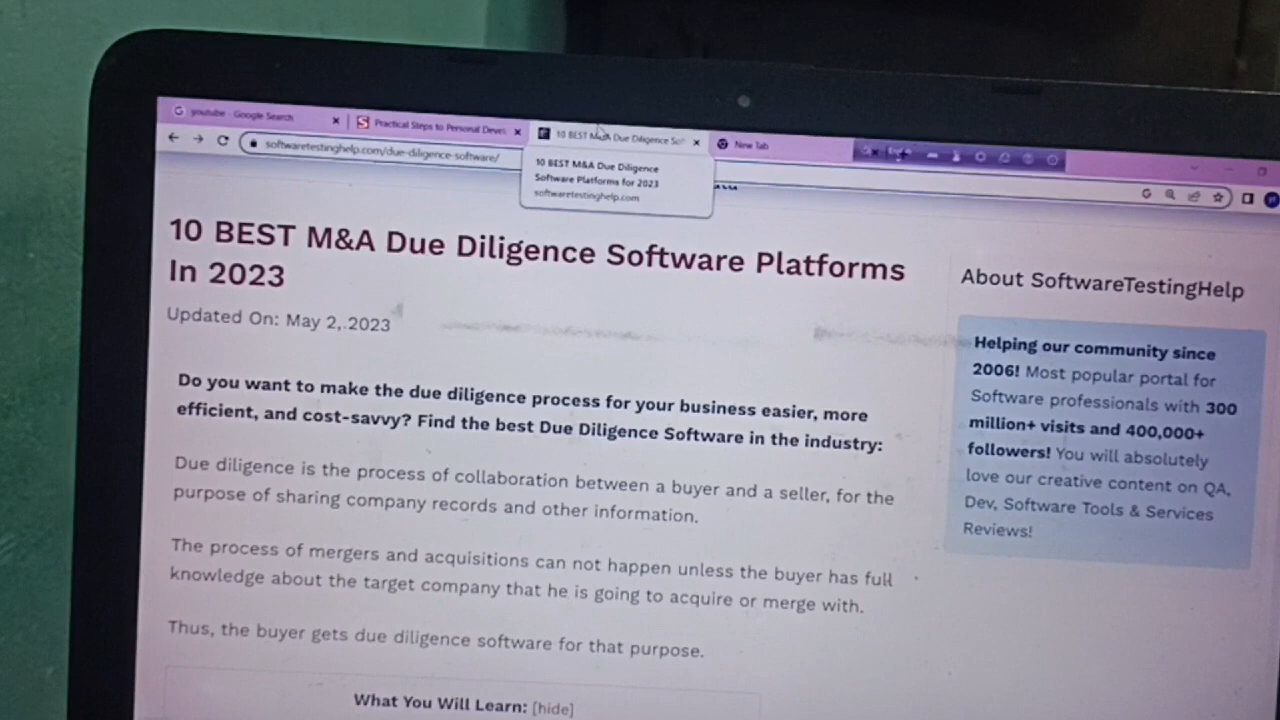 youtube - Google Search
Practical Steps to Personal Devel
10 BEST M&A Due Diligence Sof
New Tab
softwaretestinghelp.com/due-diligence-software/
10 BEST M&A Due Diligence
Software Platforms for 2023
softwaretestinghelp.com
10 BEST M&A Due Diligence Software Platforms
In 2023
Updated On: May 2, 2023
Do you want to make the due diligence process for your business easier, more
efficient, and cost-savvy? Find the best Due Diligence Software in the industry:
Due diligence is the process of collaboration between a buyer and a seller, for the
purpose of sharing company records and other information.
The process of mergers and acquisitions can not happen unless the buyer has full
knowledge about the target company that he is going to acquire or merge with.
Thus, the buyer gets due diligence software for that purpose.
What You Will Learn: [hide]
About SoftwareTestingHelp
Helping our community since
2006! Most popular portal for
Software professionals with 300
million+ visits and 400,000+
followers! You will absolutely
love our creative content on QA,
Dev, Software Tools & Services
Reviews!